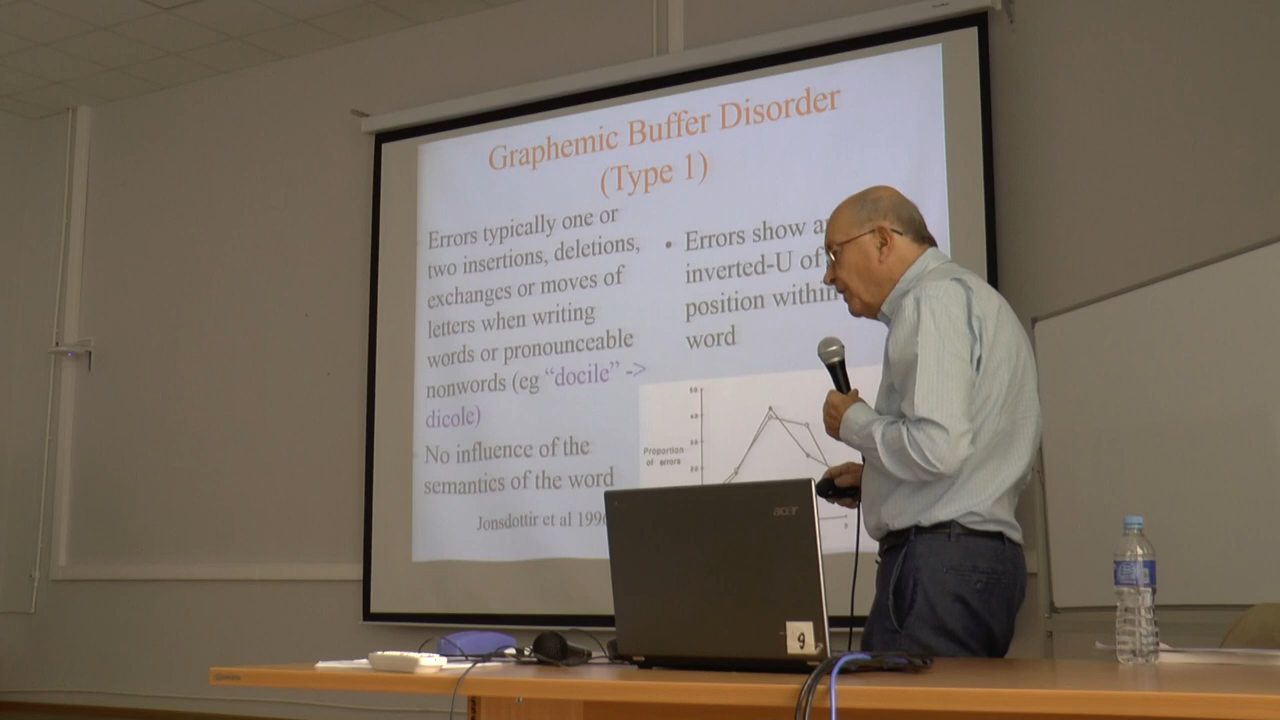 Graphemic Buffer Disorder
(Type 1)
Errors typically one or
two insertions, deletions,
exchanges or moves of
letters when writing
words or pronounceable
nonwords (eg "docile" ->
dicole)
No influence of the
semantics of the word
Jonsdottir et al
• Errors show
inverted-U of
position within
word
Proportion
of errors
acer
9